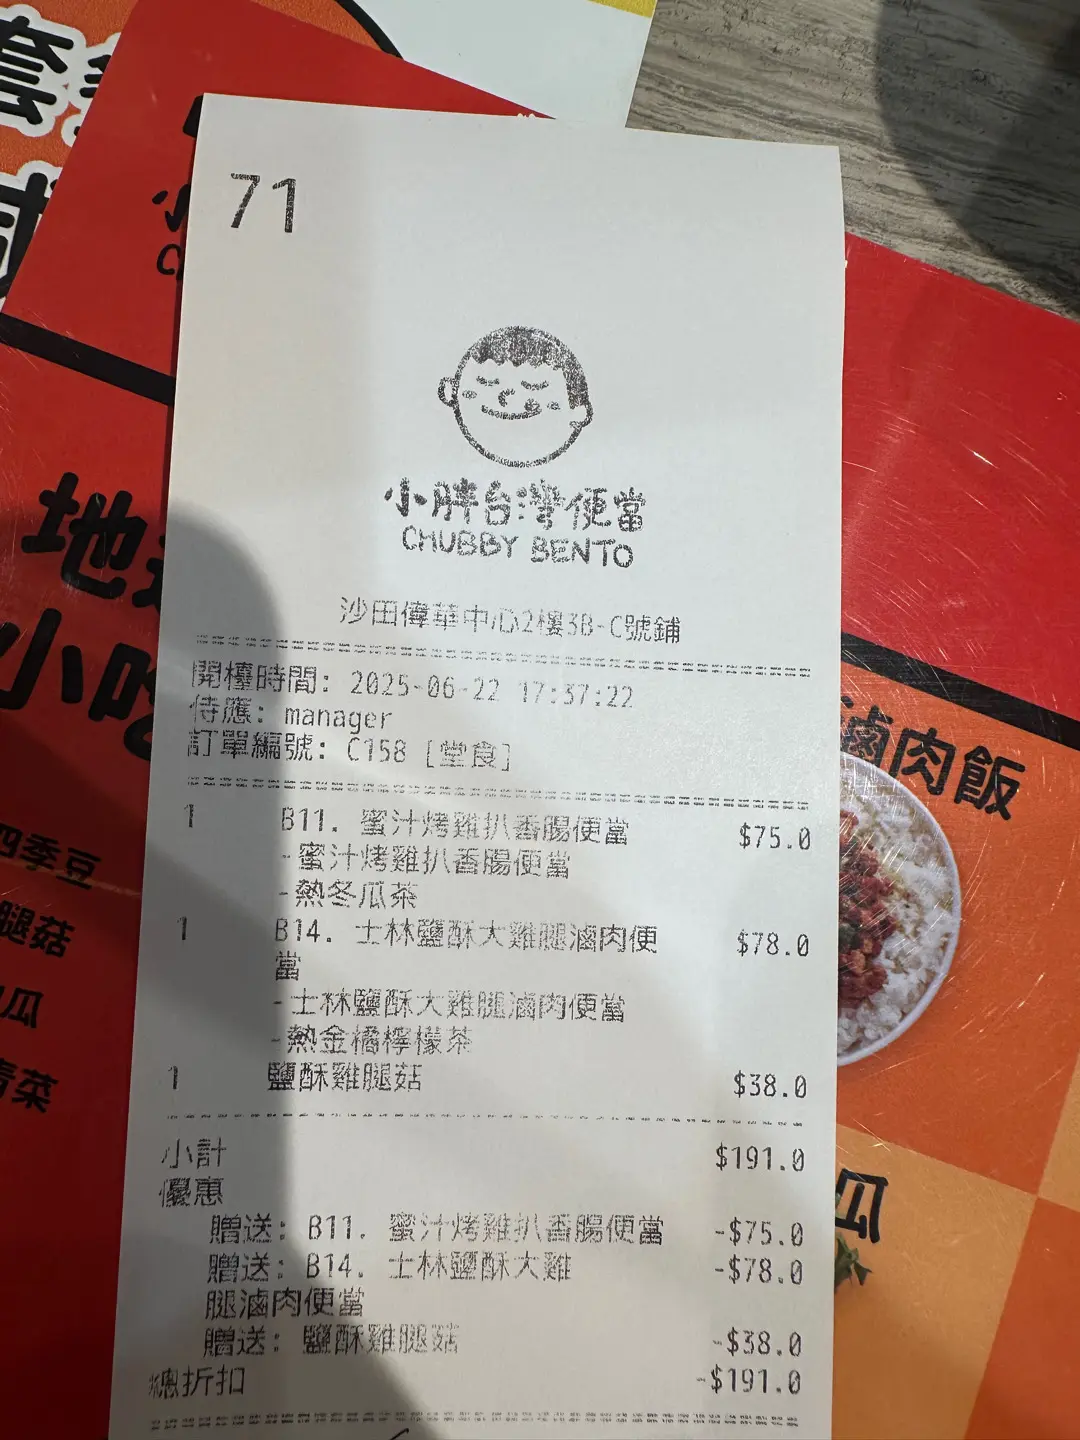 套
71
小胖台灣便當
CHUBBY BENTO
沙田偉華中心2樓3B-C號鋪
開檯時間: 2025-06-22 17:37:22
侍應: manager
訂單編號: C158 [堂食]
1 B11. 蜜汁烤雞扒香腸便當 $75.0
-蜜汁烤雞扒香腸便當
-熱冬瓜茶
1 B14. 士林鹽酥大雞腿滷肉便 $78.0
當
-士林鹽酥大雞腿滷肉便當
-熱金橘檸檬茶
1 鹽酥雞腿菇 $38.0
小計 $191.0
優惠
贈送: B11. 蜜汁烤雞扒香腸便當 -$75.0
贈送: B14. 士林鹽酥大雞 -$78.0
腿滷肉便當
贈送: 鹽酥雞腿菇 -$38.0
總折扣 -$191.0
地
小吃
四季豆
腿菇
瓜
青菜
滷肉飯
瓜